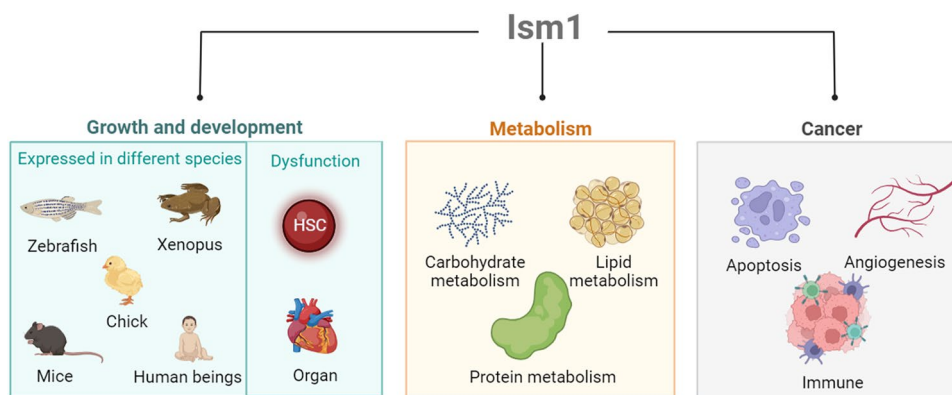 Ism1
Growth and development
Expressed in different species
Zebrafish
Xenopus
Chick
Mice
Human beings
Dysfunction
HSC
Organ
Metabolism
Carbohydrate
metabolism
Lipid
metabolism
Protein metabolism
Cancer
Apoptosis
Angiogenesis
Immune